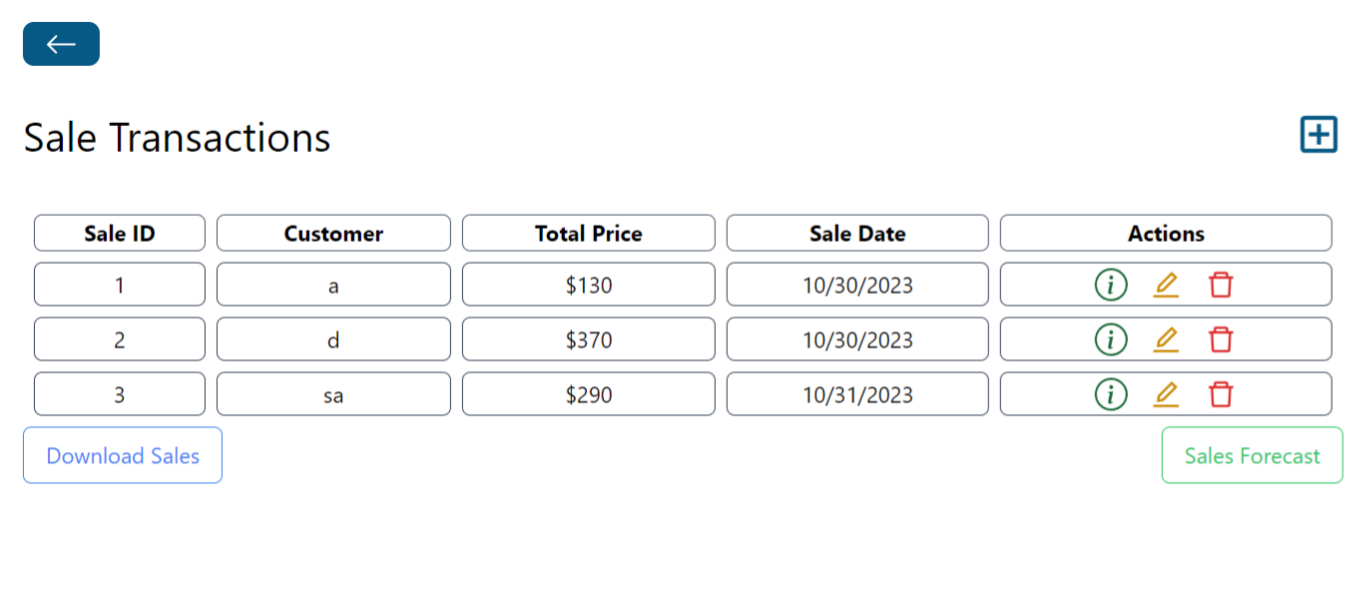 Sale Transactions
Sale ID Customer Total Price Sale Date Actions
1 a $130 10/30/2023
2 d $370 10/30/2023
3 sa $290 10/31/2023
Download Sales Sales Forecast